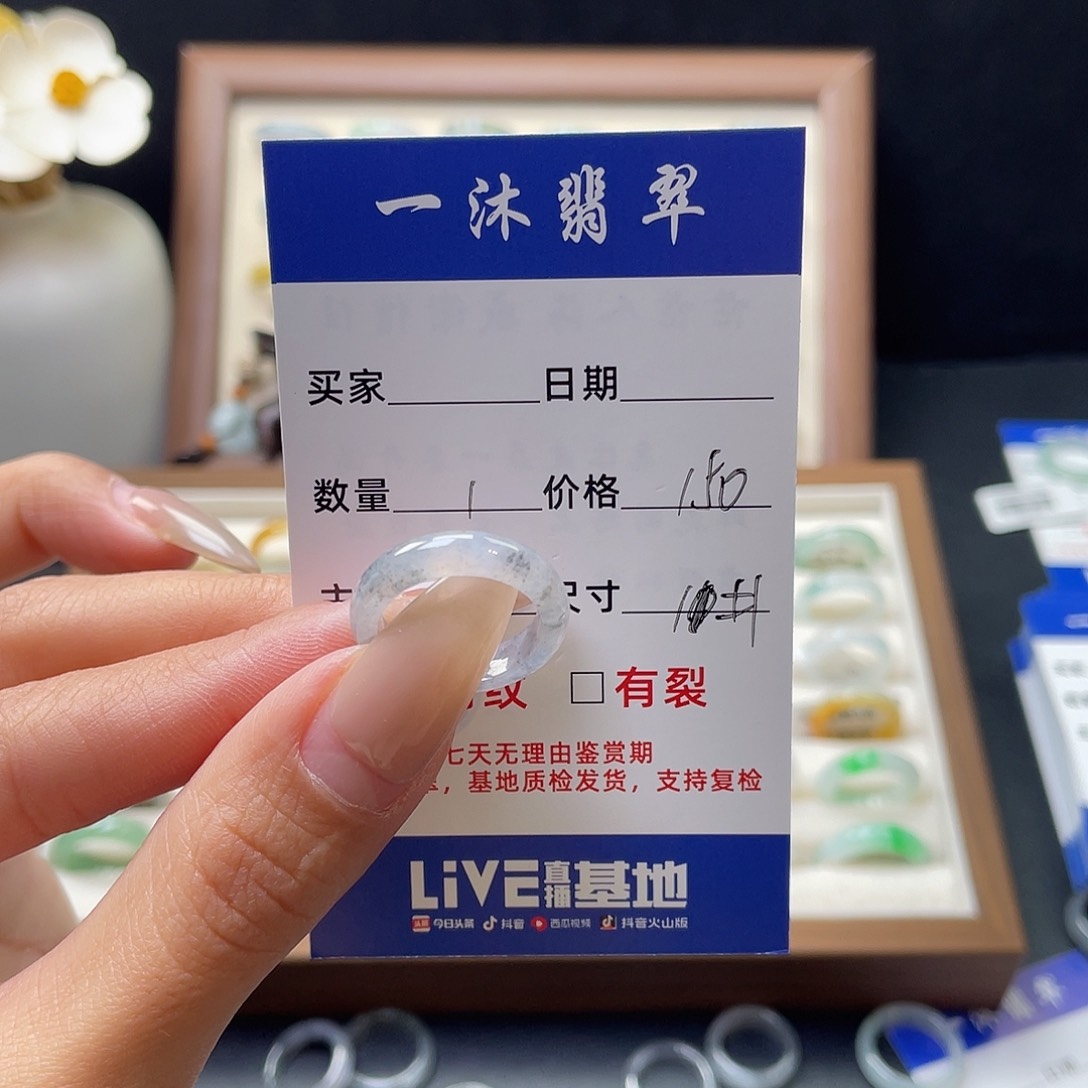 一沐翡翠
买家 日期
数量 1 价格 150
尺寸
纹 □有裂
七天无理由鉴赏期
，基地质检发货，支持复检
LiVE直播基地
今日头条 抖音 西瓜视频 抖音火山版